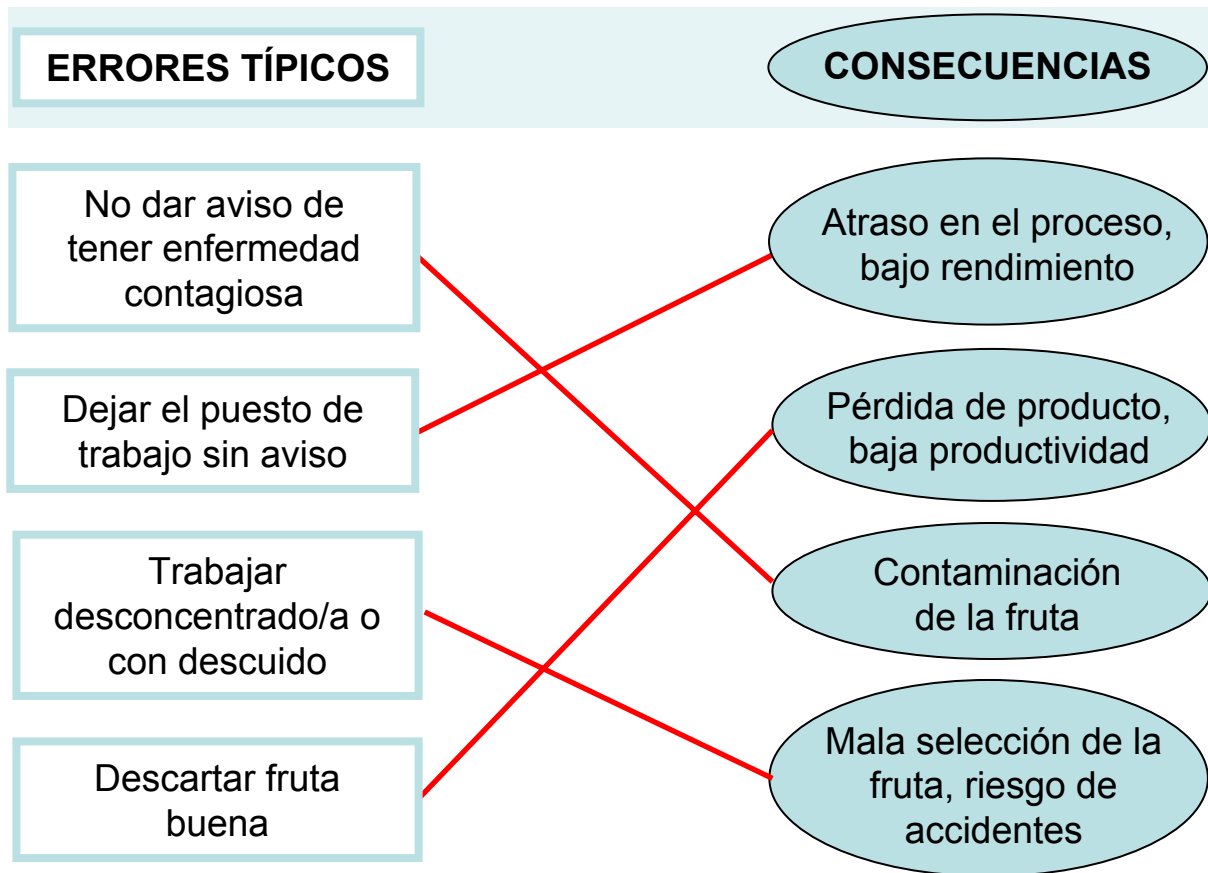 ERRORES TÍPICOS
CONSECUENCIAS
No dar aviso de
tener enfermedad
contagiosa
Atraso en el proceso,
bajo rendimiento
Dejar el puesto de
trabajo sin aviso
Pérdida de producto,
baja productividad
Trabajar
desconcentrado/a o
con descuido
Contaminación
de la fruta
Descartar fruta
buena
Mala selección de la
fruta, riesgo de
accidentes